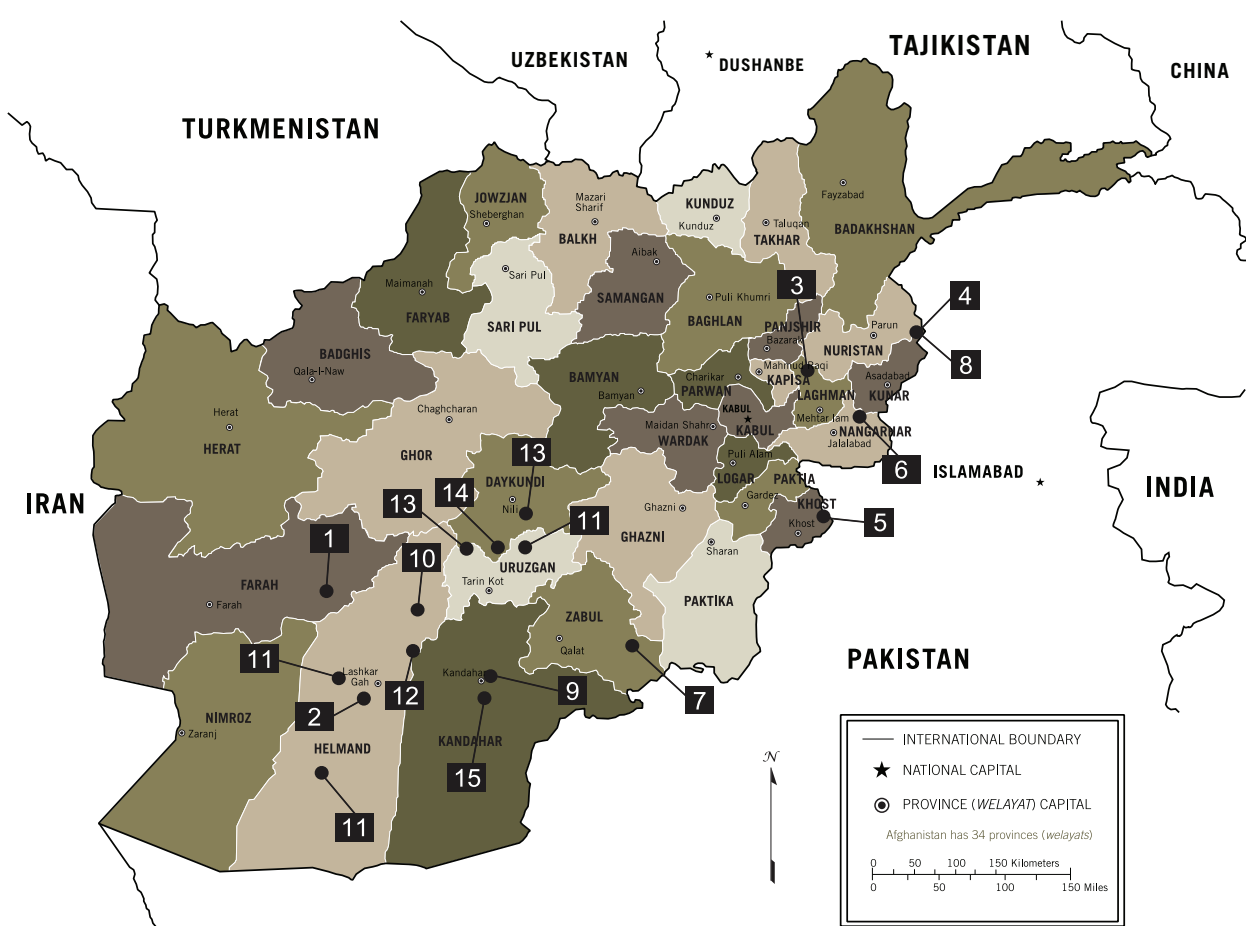 UZBEKISTAN
DUSHANBE
TAJIKISTAN
CHINA
TURKMENISTAN
JOWZJAN
Sheberghan
Mazari
Sharif
BALKH
KUNDUZ
Kunduz
Taluqan
TAKHAR
Fayzabad
BADAKHSHAN
Maimanah
FARYAB
Sari Pul
SARI PUL
Aibak
SAMANGAN
Puli Khumri
BAGHLAN
3
4
PANJSHIR
Bazarak
Parun
NURISTAN
8
BADGHIS
Qala-I-Naw
BAMYAN
Bamyan
Charikar
PARWAN
Mahmud Raqi
KAPISA
LAGHMAN
Mehtar lam
Asadabad
KUNAR
Herat
HERAT
Chaghcharan
GHOR
Maidan Shahr
WARDAK
KABUL
KABUL
NANGARHAR
Jalalabad
6
ISLAMABAD
INDIA
IRAN
13
DAYKUNDI
Nili
13
14
11
Puli Alam
LOGAR
PAKTIA
Gardez
KHOST
Khost
5
Ghazni
GHAZNI
Sharan
1
10
FARAH
Farah
URUZGAN
Tarin Kot
ZABUL
Qalat
PAKTIKA
PAKISTAN
11
Lashkar
Gah
2
12
Kandahar
9
7
NIMROZ
Zaranj
HELMAND
KANDAHAR
15
11
N
INTERNATIONAL BOUNDARY
NATIONAL CAPITAL
PROVINCE (WELAYAT) CAPITAL
Afghanistan has 34 provinces (welayats)
0 50 100 150 Kilometers
0 50 100 150 Miles